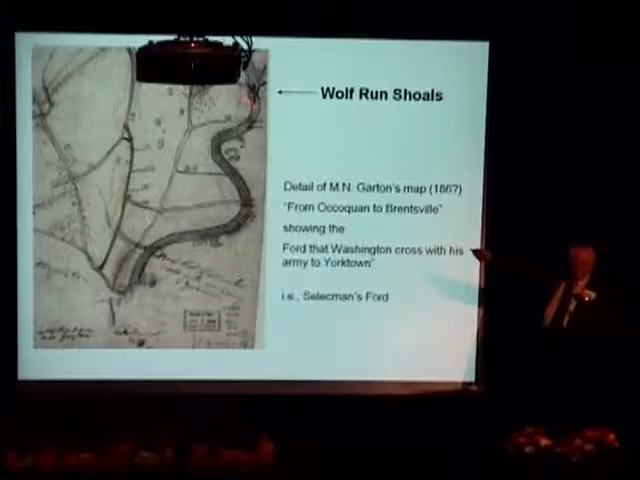 Wolf Run Shoals
Detail of M.N. Garton's map (186?)
"From Occoquan to Brentsville"
showing the
Ford that Washington cross with his
army to Yorktown"
i.e., Selecman's Ford